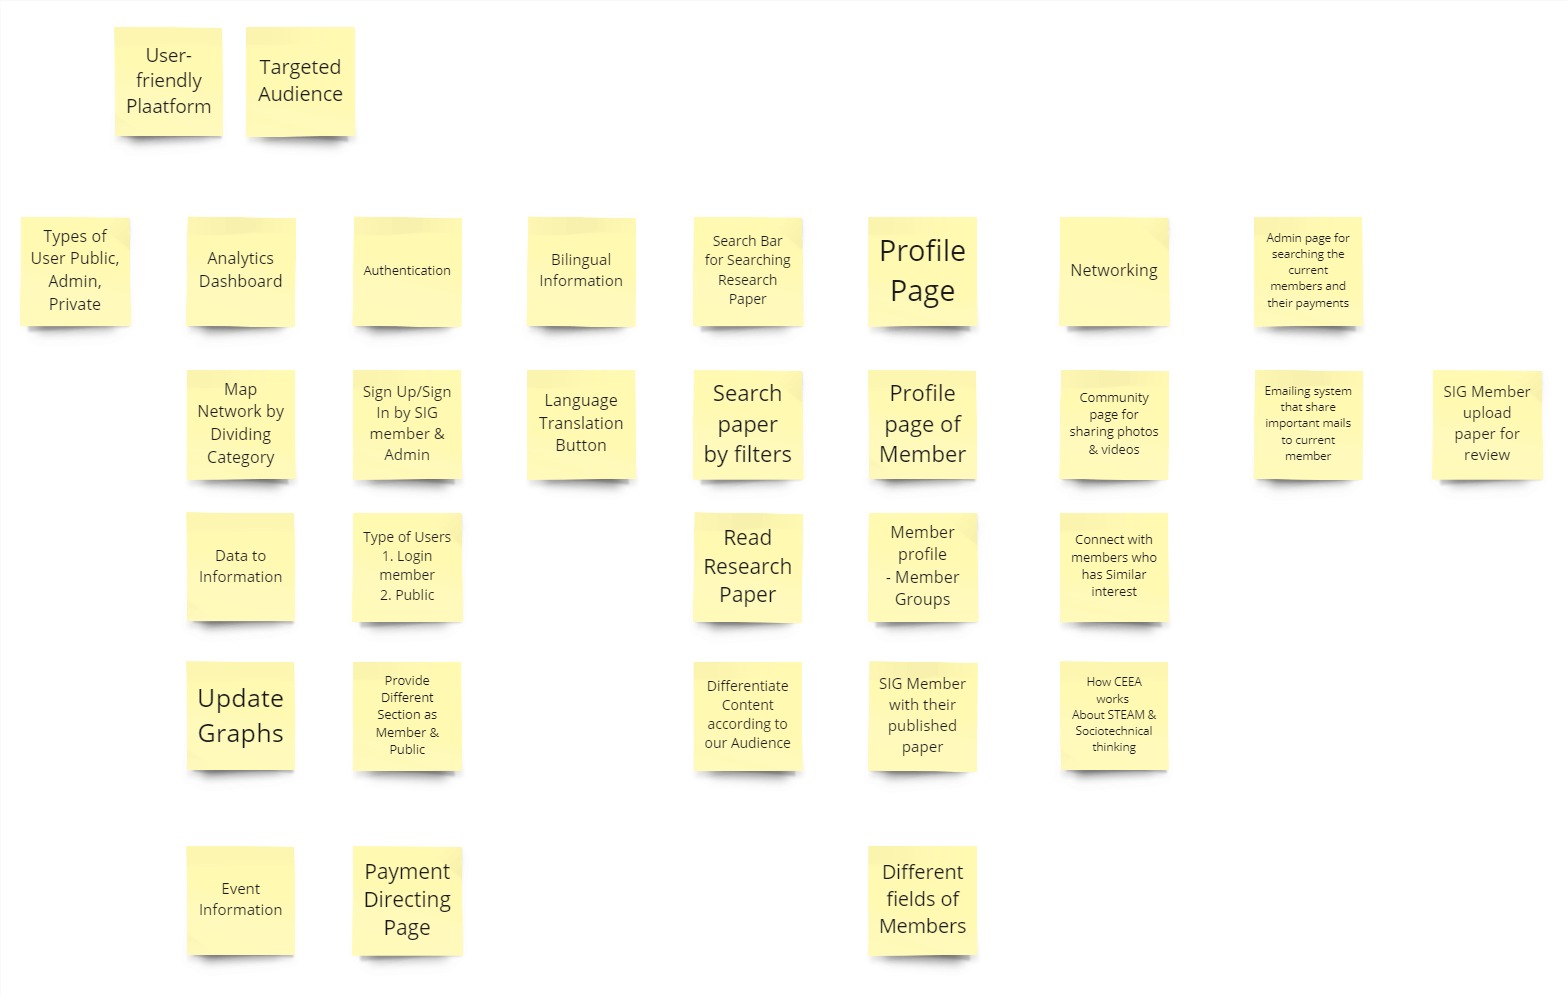 User-
friendly
Plaatform
Targeted
Audience
Types of
User Public,
Admin,
Private
Analytics
Dashboard
Authentication
Bilingual
Information
Search Bar
for Searching
Research
Paper
Profile
Page
Networking
Admin page for
searching the
current
members and
their payments
Map
Network by
Dividing
Category
Sign Up/Sign
In by SIG
member &
Admin
Language
Translation
Button
Search
paper
by filters
Profile
page of
Member
Community
page for
sharing photos
& videos
Emailing system
that share
important mails
to current
member
SIG Member
upload
paper for
review
Data to
Information
Type of Users
1. Login
member
2. Public
Read
Research
Paper
Member
profile
- Member
Groups
Connect with
members who
has Similar
interest
Update
Graphs
Provide
Different
Section as
Member &
Public
Differentiate
Content
according to
our Audience
SIG Member
with their
published
paper
How CEEA
works
About STEAM &
Sociotechnical
thinking
Event
Information
Payment
Directing
Page
Different
fields of
Members